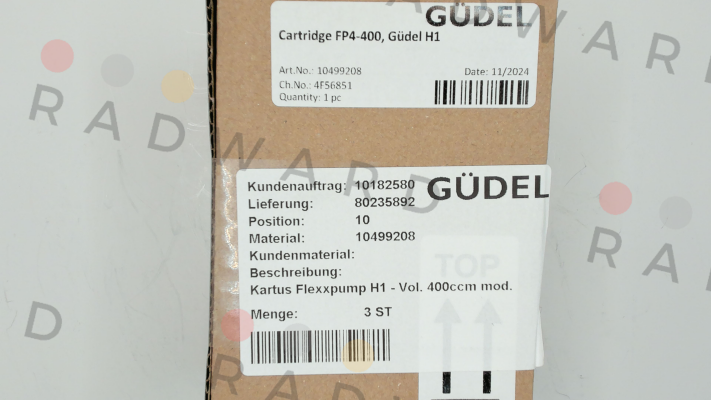 GÜDEL
Cartridge FP4-400, Güdel H1
Art.No.: 10499208 Date: 11/2024
Ch.No.: 4F56851
Quantity: 1 pc
RADWARD
GÜDEL
Kundenauftrag: 10182580
Lieferung: 80235892
Position: 10
Material: 10499208
Kundenmaterial:
Beschreibung:
TOP
Kartus Flexxpump H1 - Vol. 400ccm mod.
Menge: 3 ST